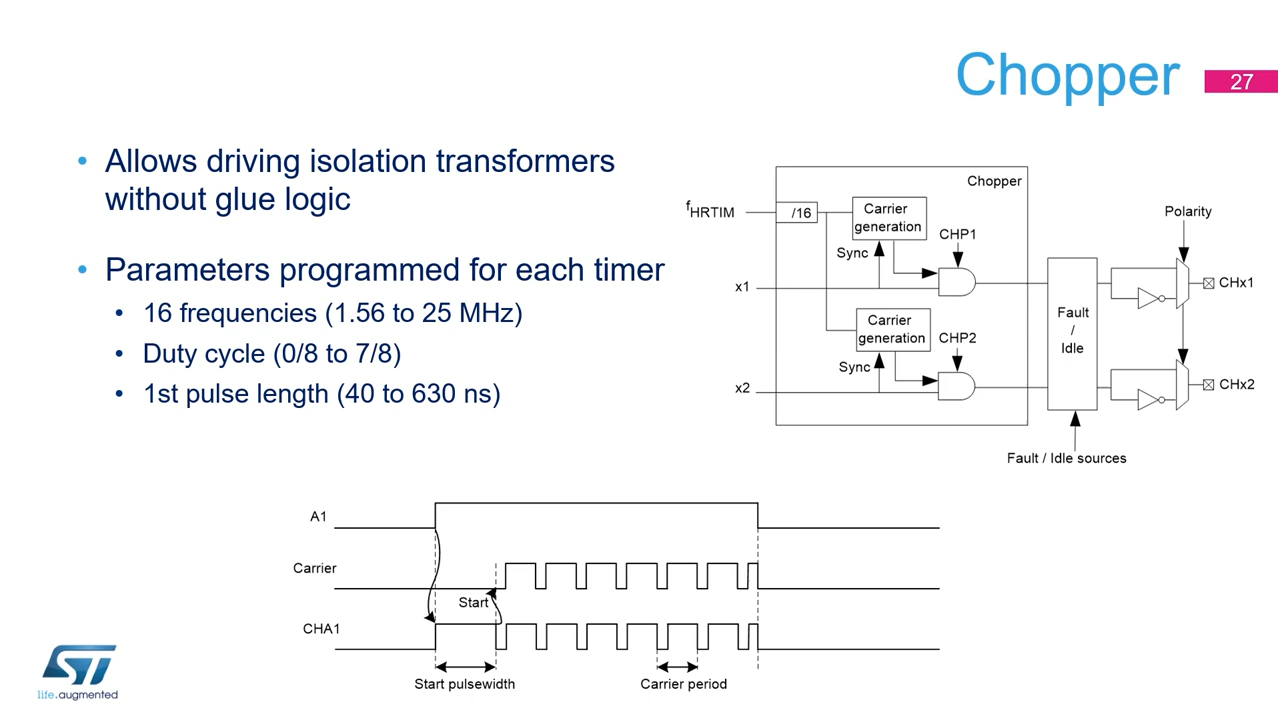 Chopper
27
• Allows driving isolation transformers
without glue logic
• Parameters programmed for each timer
• 16 frequencies (1.56 to 25 MHz)
• Duty cycle (0/8 to 7/8)
• 1st pulse length (40 to 630 ns)
Chopper
fHRTIM
/16
Carrier
generation
CHP1
Sync
x1
Carrier
generation
CHP2
Sync
x2
Fault
/
Idle
Polarity
CHx1
CHx2
Fault / Idle sources
A1
Carrier
Start
CHA1
Start pulsewidth
Carrier period
ST
life.augmented